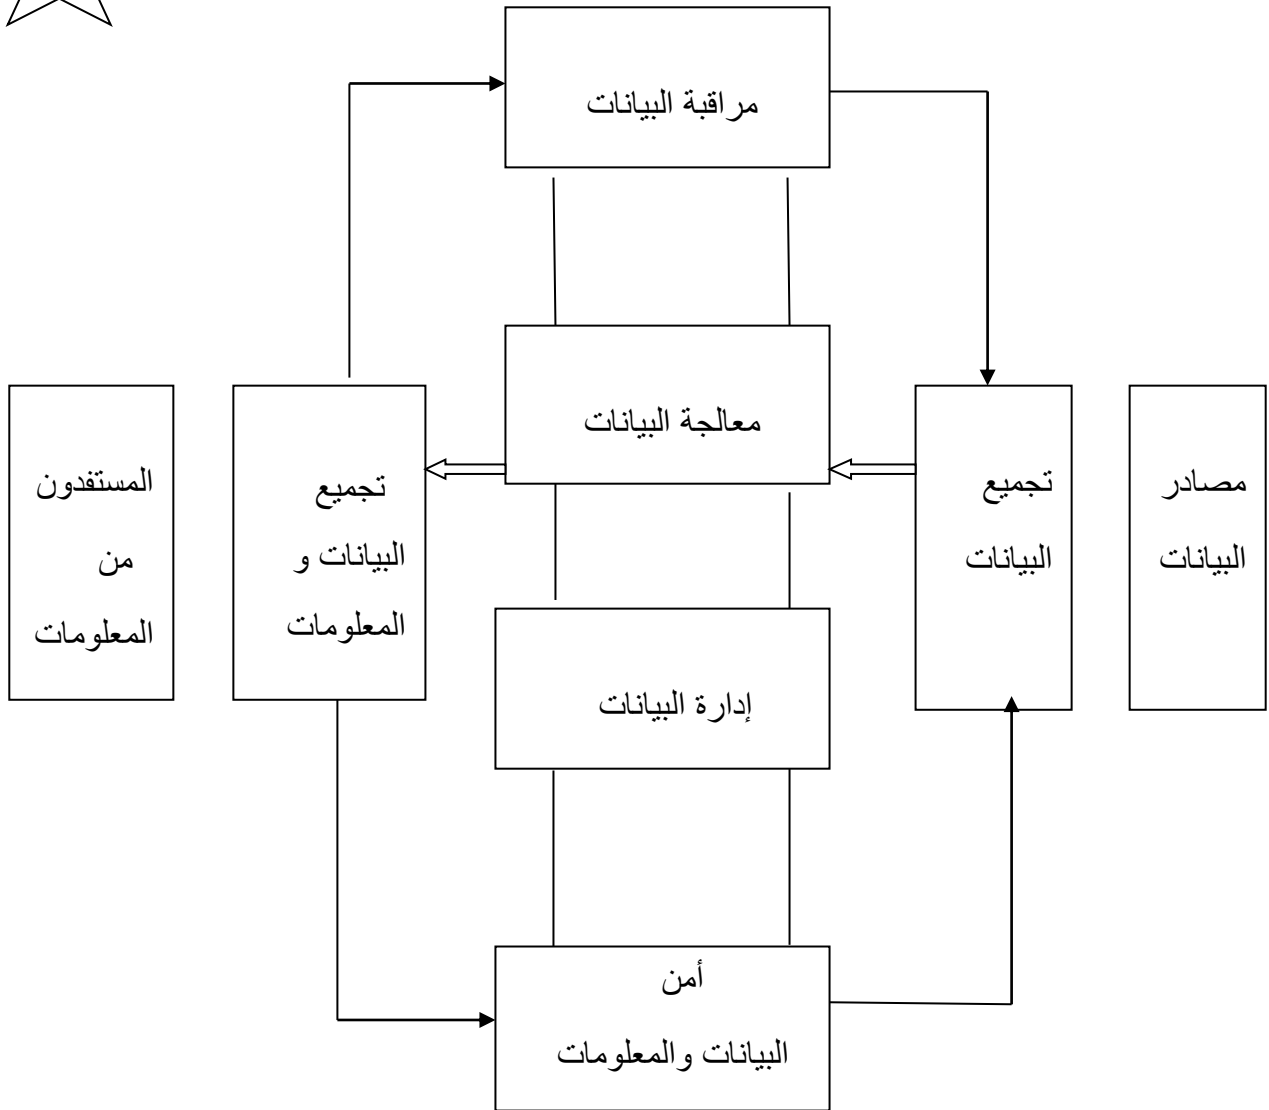 مراقبة البيانات
معالجة البيانات
مصادر
البيانات
تجميع
البيانات
تجميع
البيانات و
المعلومات
المستفدون
من
المعلومات
إدارة البيانات
أمن
البيانات والمعلومات